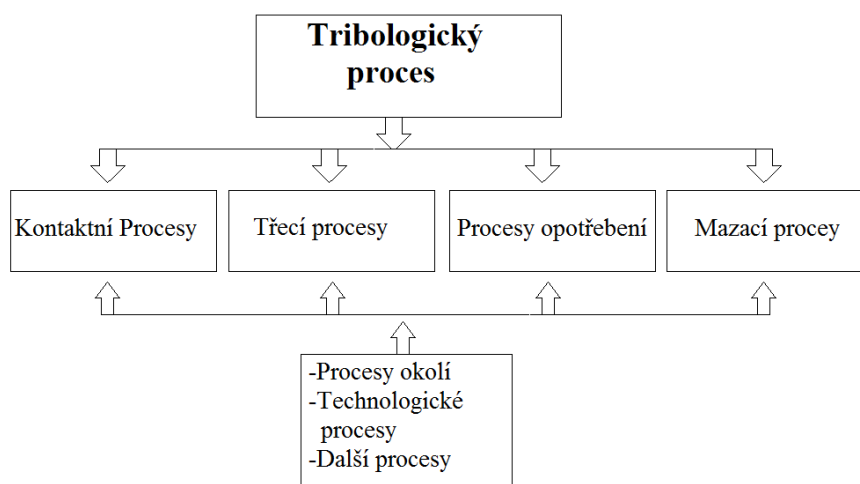 Tribologický
proces
Kontaktní Procesy
Třecí procesy
Procesy opotřebení
Mazací procey
-Procesy okolí
-Technologické
procesy
-Další procesy